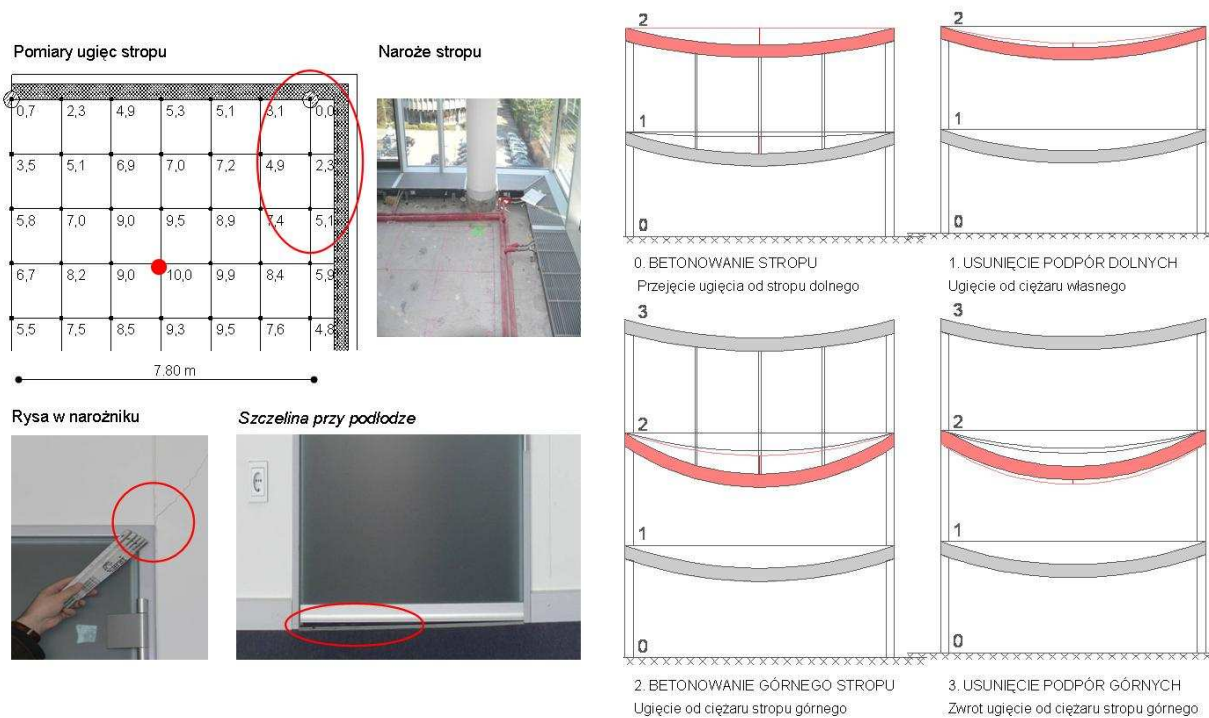 Pomiary ugięc stropu
Naroże stropu
0,7 2,3 4,9 5,3 5,1 3,1 0,0
3,5 5,1 6,9 7,0 7,2 4,9 2,3
5,8 7,0 9,0 9,5 8,9 7,4 5,1
6,7 8,2 9,0 10,0 9,9 8,4 5,9
5,5 7,5 8,5 9,3 9,5 7,6 4,8
7.80 m
Rysa w narożniku
Szczelina przy podłodze
2
1
0
0. BETONOWANIE STROPU
Przejęcie ugięcia od stropu dolnego
2
1
0
1. USUNIĘCIE PODPÓR DOLNYCH
Ugięcie od ciężaru własnego
3
2
1
0
2. BETONOWANIE GÓRNEGO STROPU
Ugięcie od ciężaru stropu górnego
3
2
1
0
3. USUNIĘCIE PODPÓR GÓRNYCH
Zwrot ugięcie od ciężaru stropu górnego